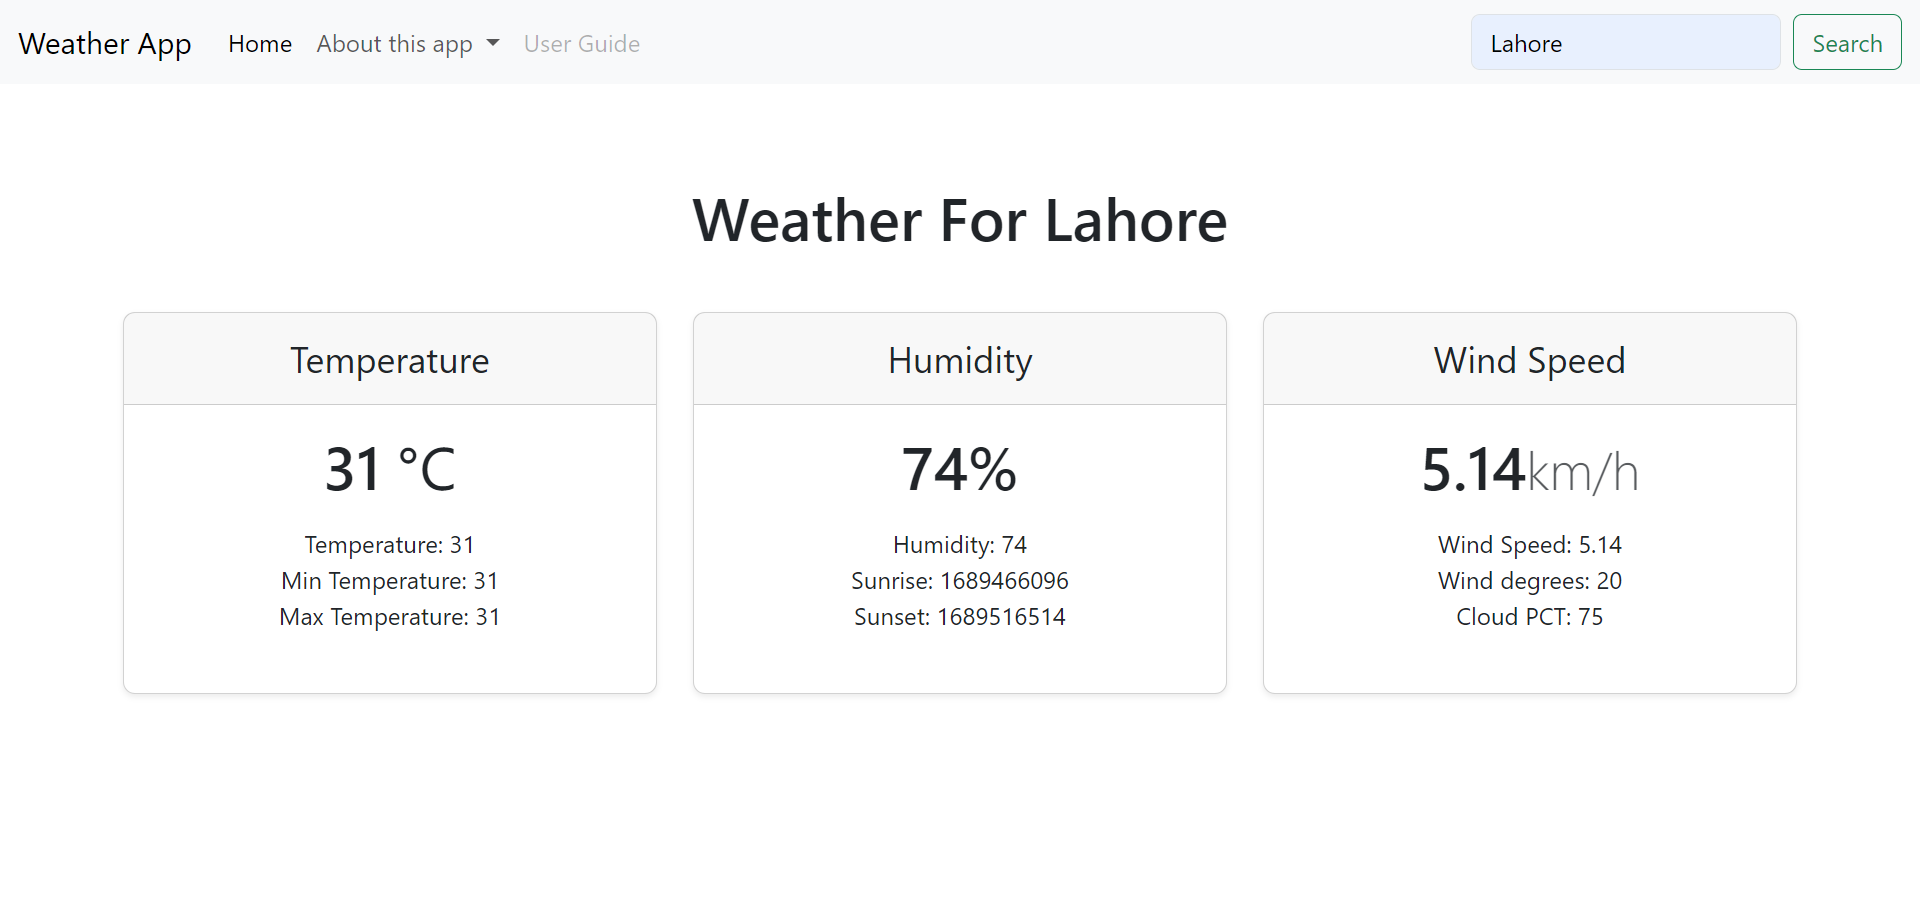 Weather App Home About this app User Guide Lahore Search
Weather For Lahore
Temperature
31 °C
Temperature: 31
Min Temperature: 31
Max Temperature: 31
Humidity
74%
Humidity: 74
Sunrise: 1689466096
Sunset: 1689516514
Wind Speed
5.14km/h
Wind Speed: 5.14
Wind degrees: 20
Cloud PCT: 75